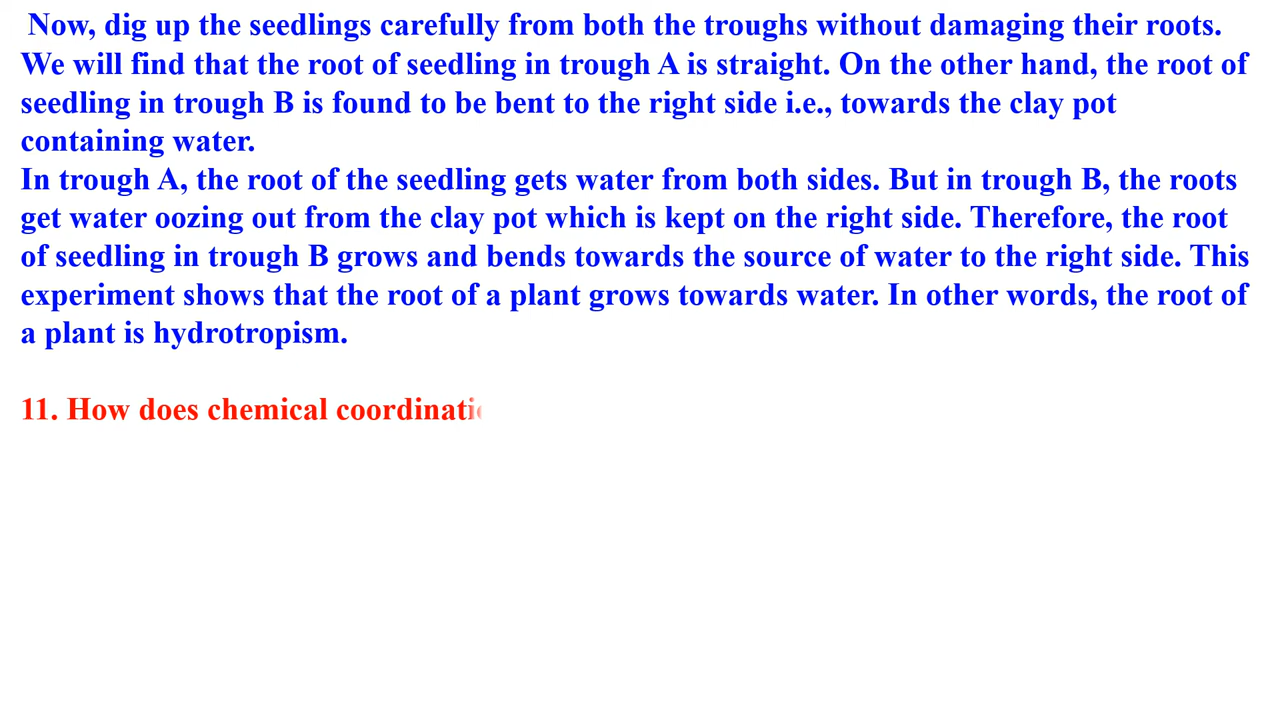 Now, dig up the seedlings carefully from both the troughs without damaging their roots.
We will find that the root of seedling in trough A is straight. On the other hand, the root of
seedling in trough B is found to be bent to the right side i.e., towards the clay pot
containing water.
In trough A, the root of the seedling gets water from both sides. But in trough B, the roots
get water oozing out from the clay pot which is kept on the right side. Therefore, the root
of seedling in trough B grows and bends towards the source of water to the right side. This
experiment shows that the root of a plant grows towards water. In other words, the root of
a plant is hydrotropism.
11. How does chemical